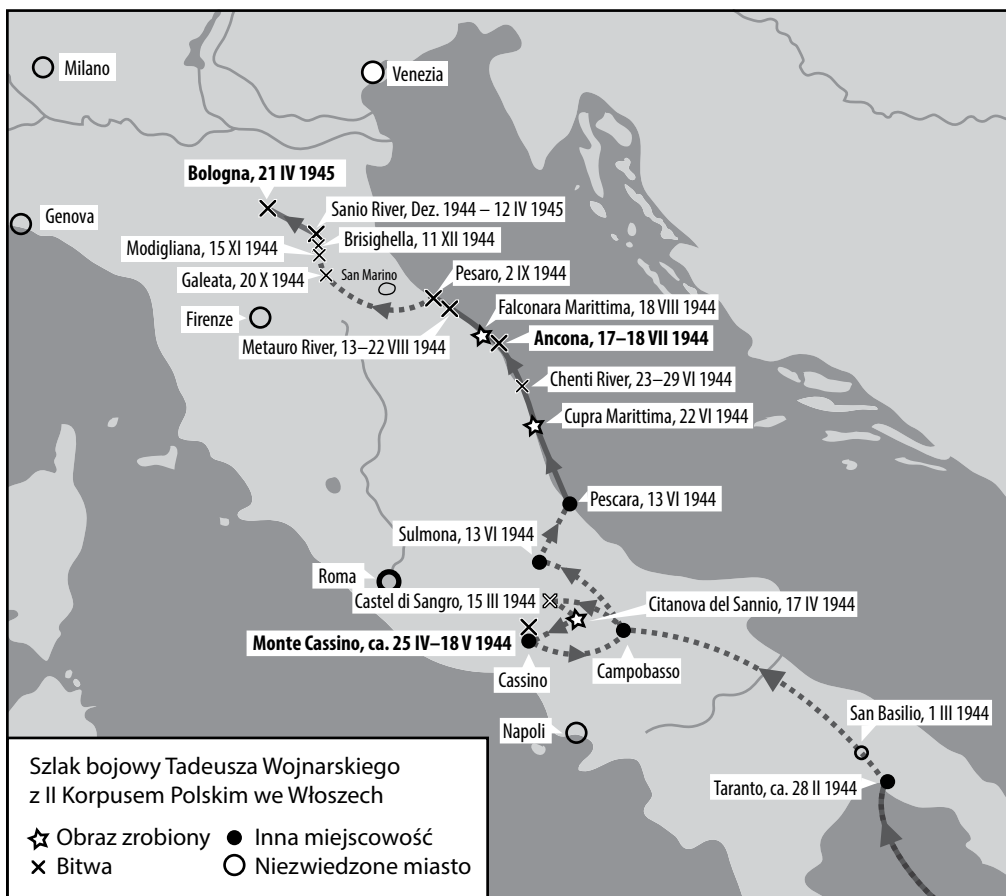 Milano
Venezia
Bologna, 21 IV 1945
Genova
Sanio River, Dez. 1944 – 12 IV 1945
Brisighella, 11 XII 1944
Modigliana, 15 XI 1944
Galeata, 20 X 1944
San Marino
Pesaro, 2 IX 1944
Firenze
Falconara Marittima, 18 VIII 1944
Metauro River, 13–22 VIII 1944
Ancona, 17–18 VII 1944
Chenti River, 23–29 VI 1944
Cupra Marittima, 22 VI 1944
Pescara, 13 VI 1944
Sulmona, 13 VI 1944
Roma
Castel di Sangro, 15 III 1944
Citanova del Sannio, 17 IV 1944
Monte Cassino, ca. 25 IV–18 V 1944
Cassino
Campobasso
San Basilio, 1 III 1944
Napoli
Taranto, ca. 28 II 1944
Szlak bojowy Tadeusza Wojnarskiego
z II Korpusem Polskim we Włoszech
Obraz zrobiony
Inna miejscowość
Bitwa
Niezwiedzone miasto